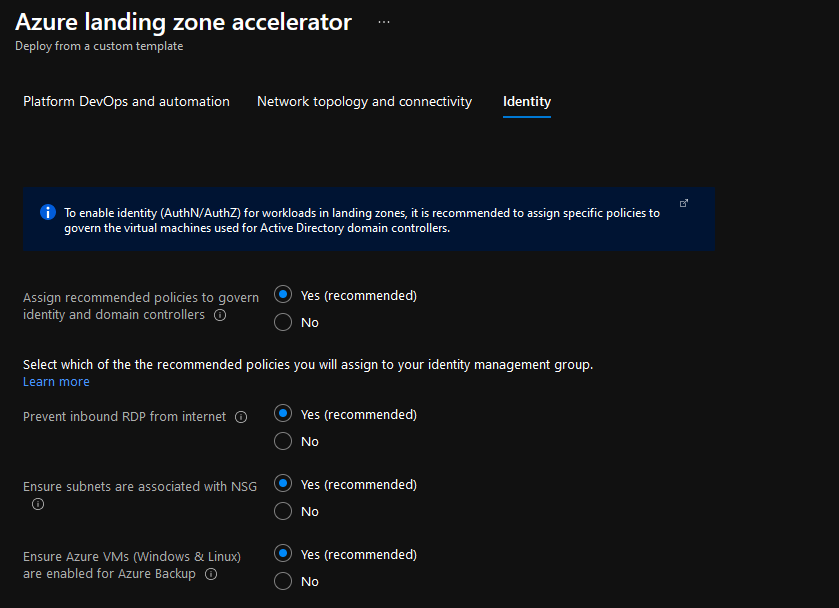 Azure landing zone accelerator ...
Deploy from a custom template
Platform DevOps and automation Network topology and connectivity Identity
To enable identity (AuthN/AuthZ) for workloads in landing zones, it is recommended to assign specific policies to
govern the virtual machines used for Active Directory domain controllers.
Assign recommended policies to govern
identity and domain controllers
Yes (recommended)
No
Select which of the the recommended policies you will assign to your identity management group.
Learn more
Prevent inbound RDP from internet
Yes (recommended)
No
Ensure subnets are associated with NSG
Yes (recommended)
No
Ensure Azure VMs (Windows & Linux)
are enabled for Azure Backup
Yes (recommended)
No